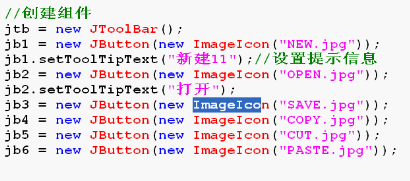 //创建组件
jtb = new JToolBar();
jb1 = new JButton(new ImageIcon("NEW.jpg"));
jb1.setToolTipText("新建11");//设置提示信息
jb2 = new JButton(new ImageIcon("OPEN.jpg"));
jb2.setToolTipText("打开");
jb3 = new JButton(new ImageIcon("SAVE.jpg"));
jb4 = new JButton(new ImageIcon("COPY.jpg"));
jb5 = new JButton(new ImageIcon("CUT.jpg"));
jb6 = new JButton(new ImageIcon("PASTE.jpg"));